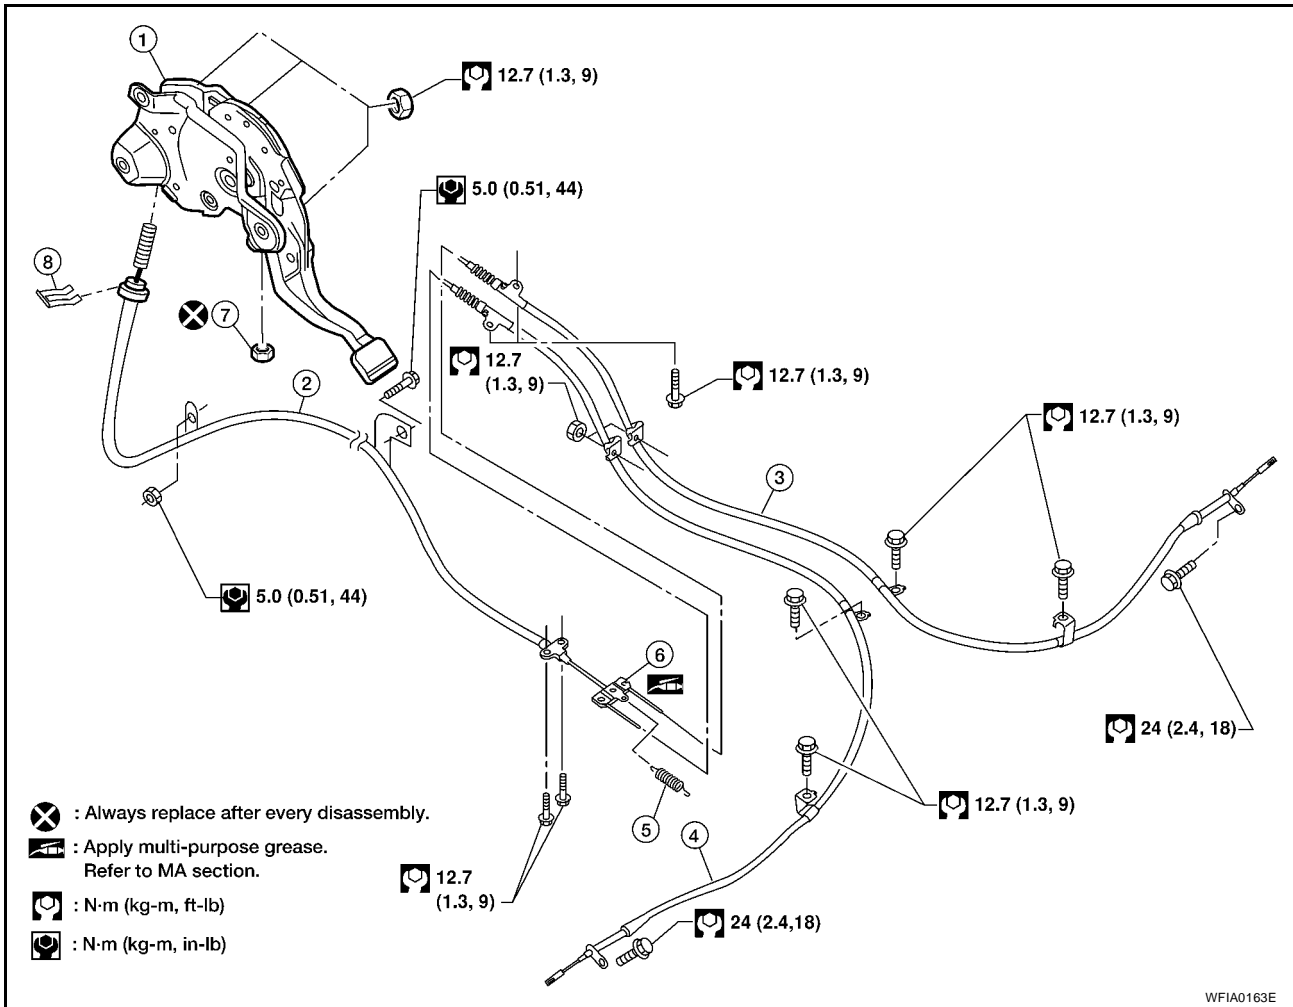 1
12.7 (1.3, 9)
5.0 (0.51, 44)
8
7
12.7
(1.3, 9)
12.7 (1.3, 9)
2
12.7 (1.3, 9)
3
5.0 (0.51, 44)
6
24 (2.4, 18)
12.7 (1.3, 9)
5
4
: Always replace after every disassembly.
: Apply multi-purpose grease.
Refer to MA section.
12.7
(1.3, 9)
: N·m (kg-m, ft-lb)
24 (2.4,18)
: N·m (kg-m, in-lb)
WFIA0163E